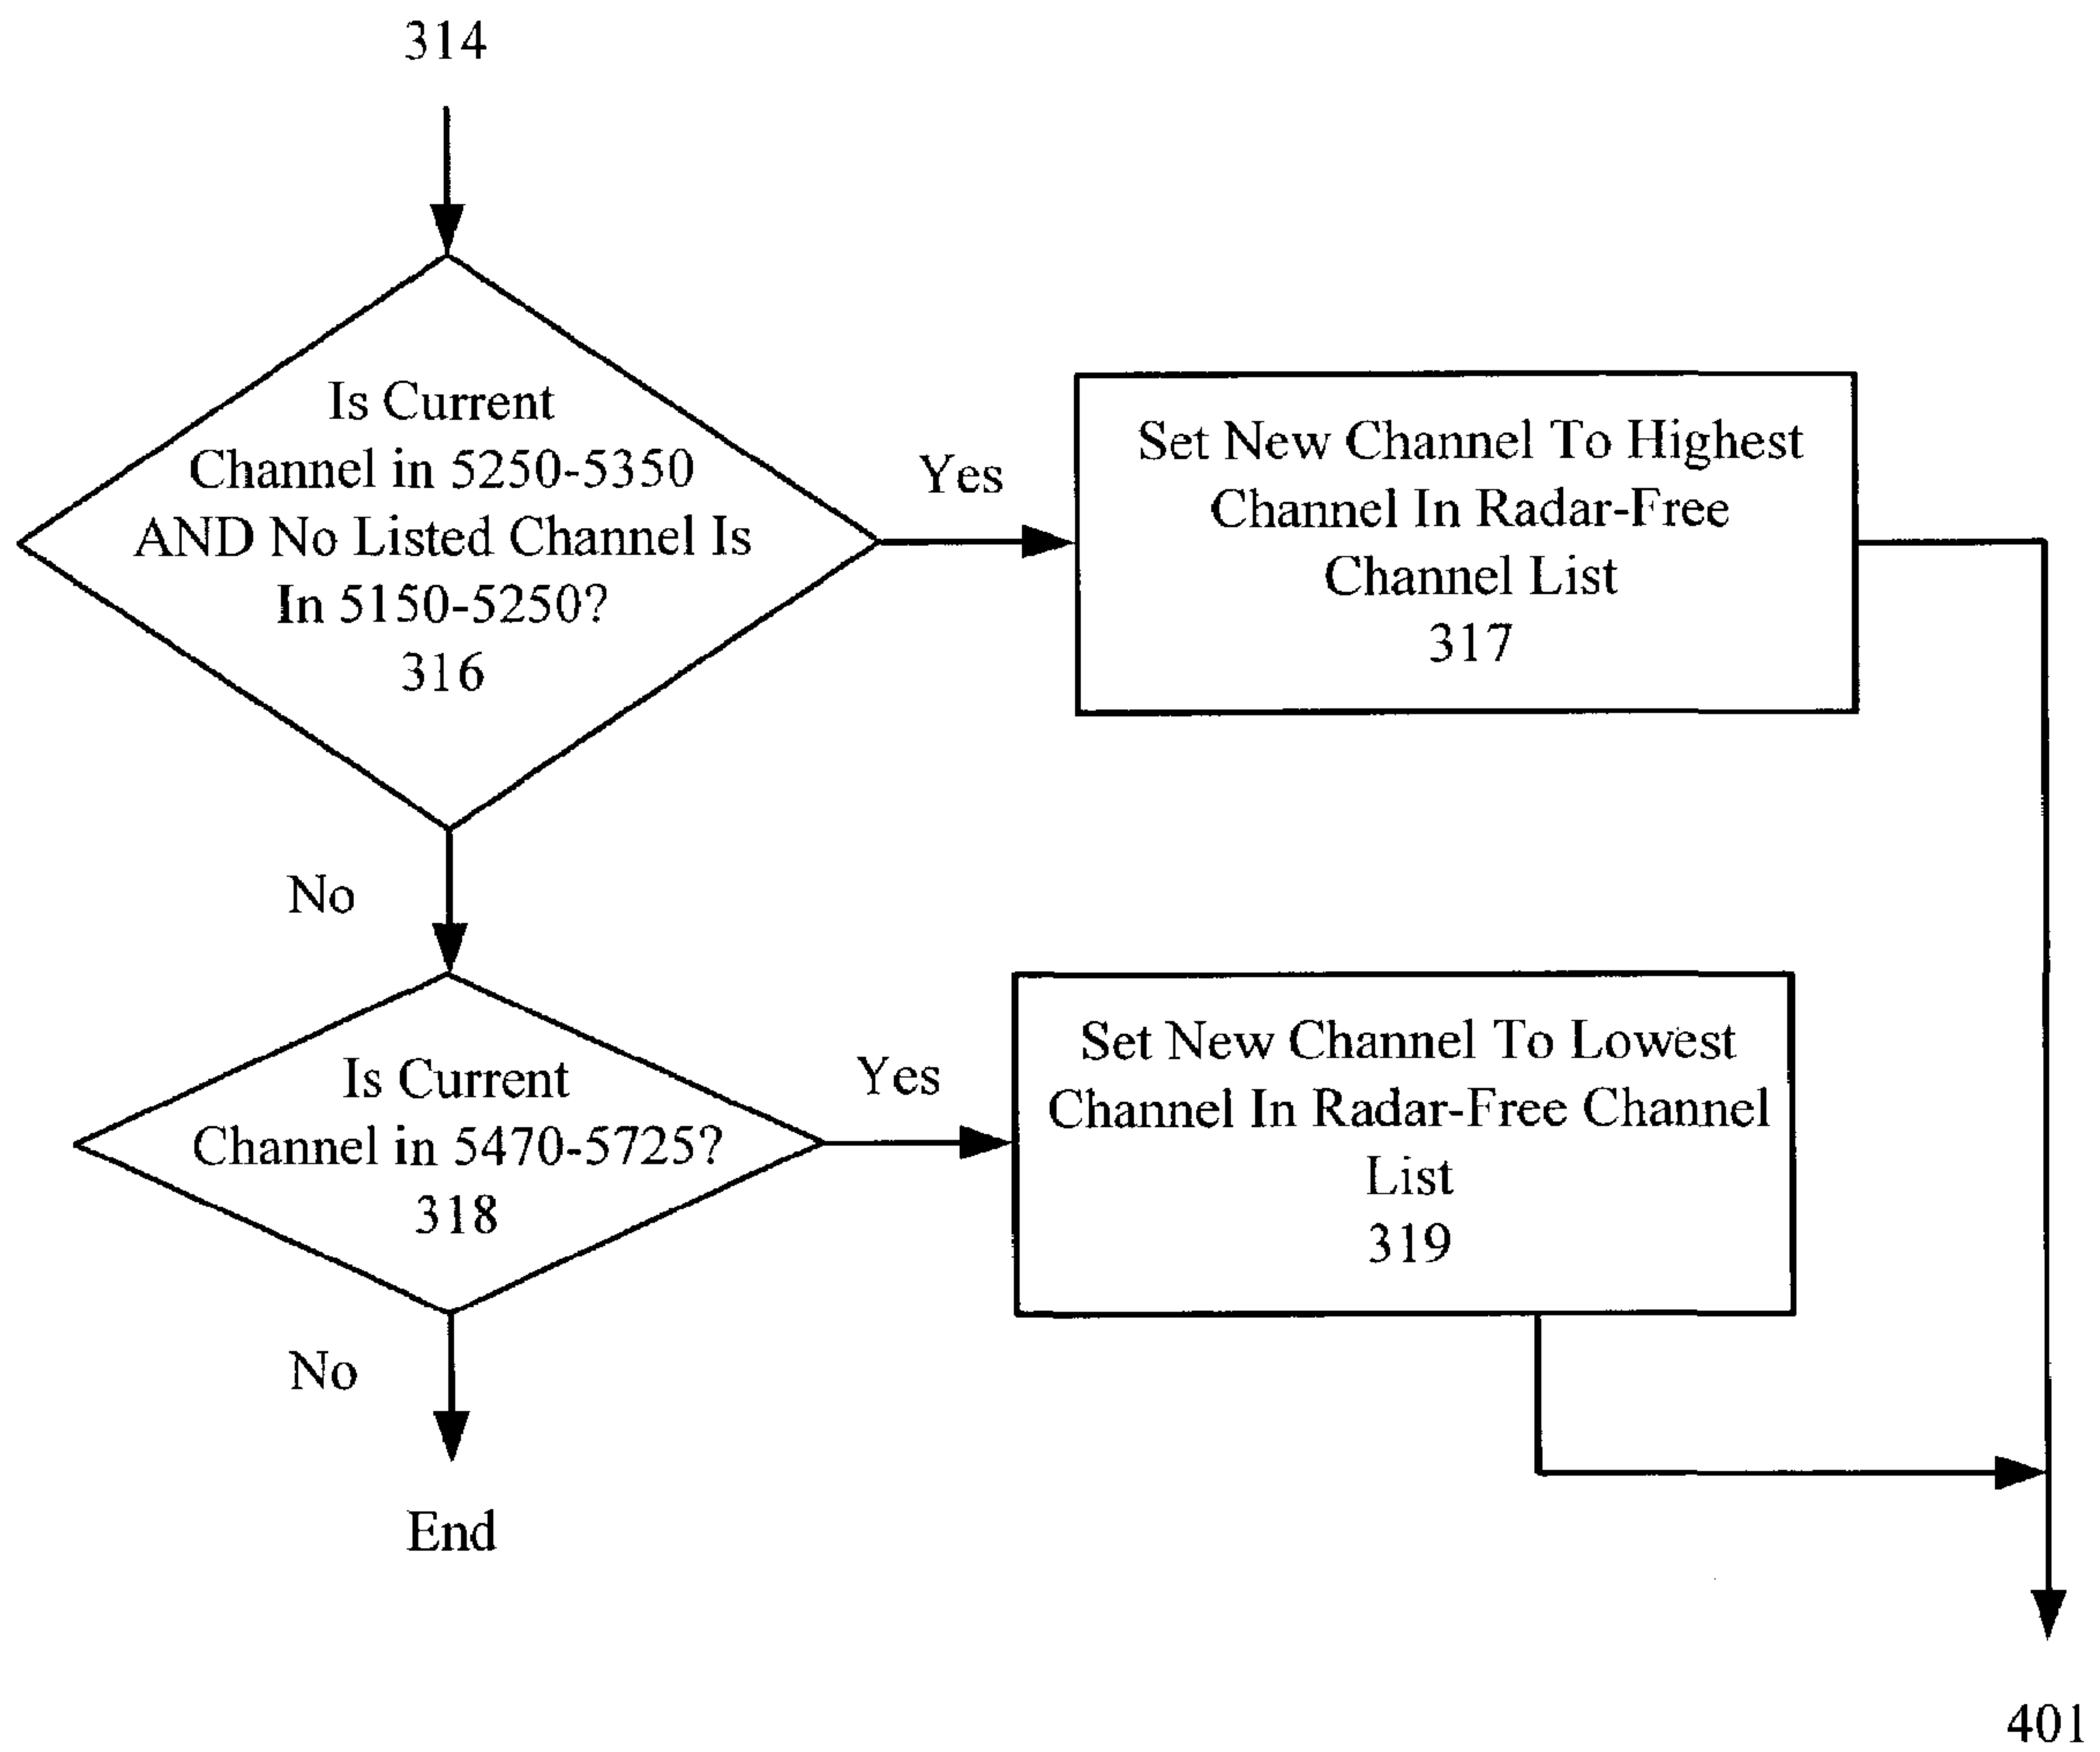 314
Is Current
Channel in 5250-5350
AND No Listed Channel Is
In 5150-5250?
316
Yes
Set New Channel To Highest
Channel In Radar-Free
Channel List
317
No
Is Current
Channel in 5470-5725?
318
Yes
Set New Channel To Lowest
Channel In Radar-Free Channel
List
319
No
End
401